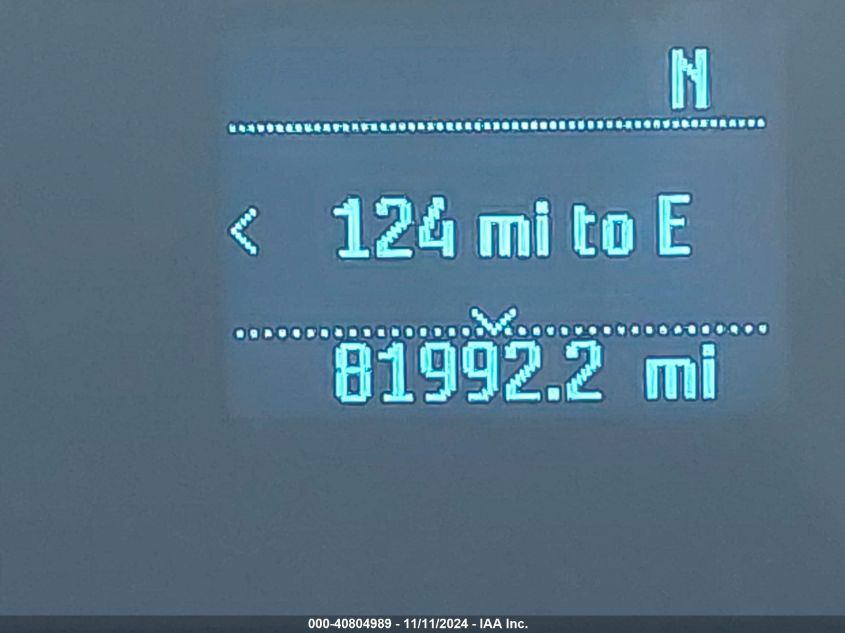 N
< 124 mi to E
81992.2 mi
000-40804989 - 11/11/2024 - IAA Inc.